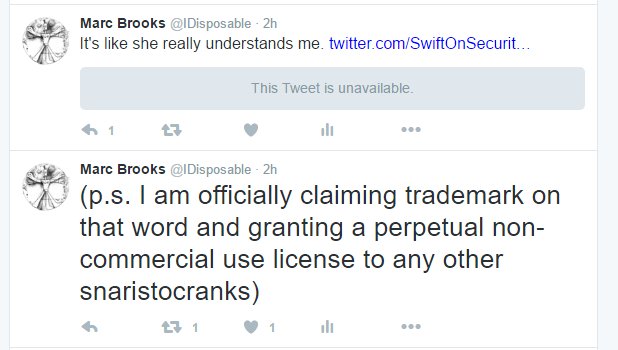 Marc Brooks @IDisposable · 2h
It's like she really understands me. twitter.com/SwiftOnSecurit…
This Tweet is unavailable.
1
Marc Brooks @IDisposable · 2h
(p.s. I am officially claiming trademark on
that word and granting a perpetual non-
commercial use license to any other
snaristocranks)
1 1